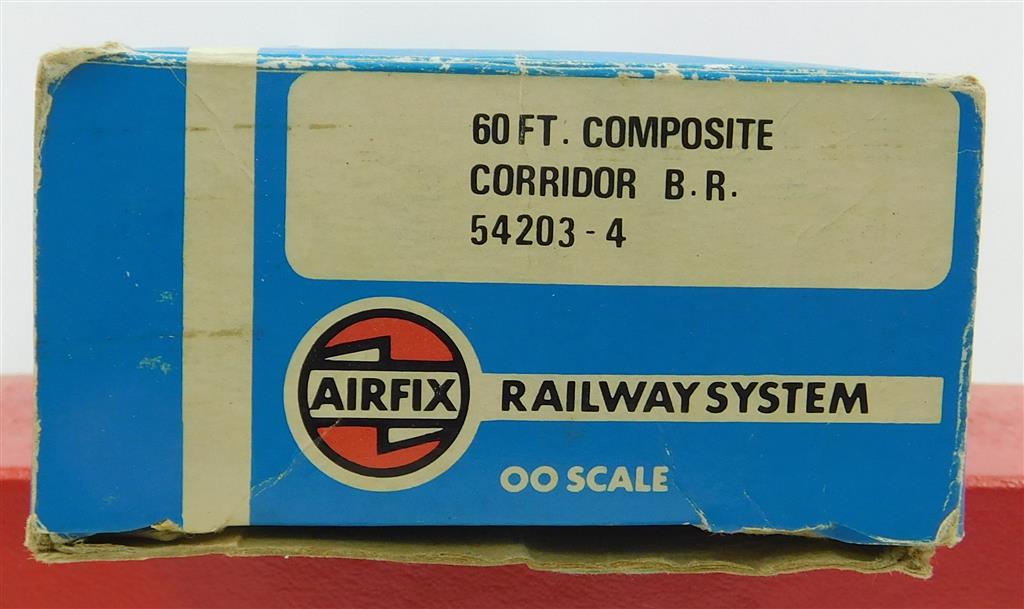 60 FT. COMPOSITE
CORRIDOR B.R.
54203-4
AIRFIX
RAILWAY SYSTEM
OO SCALE